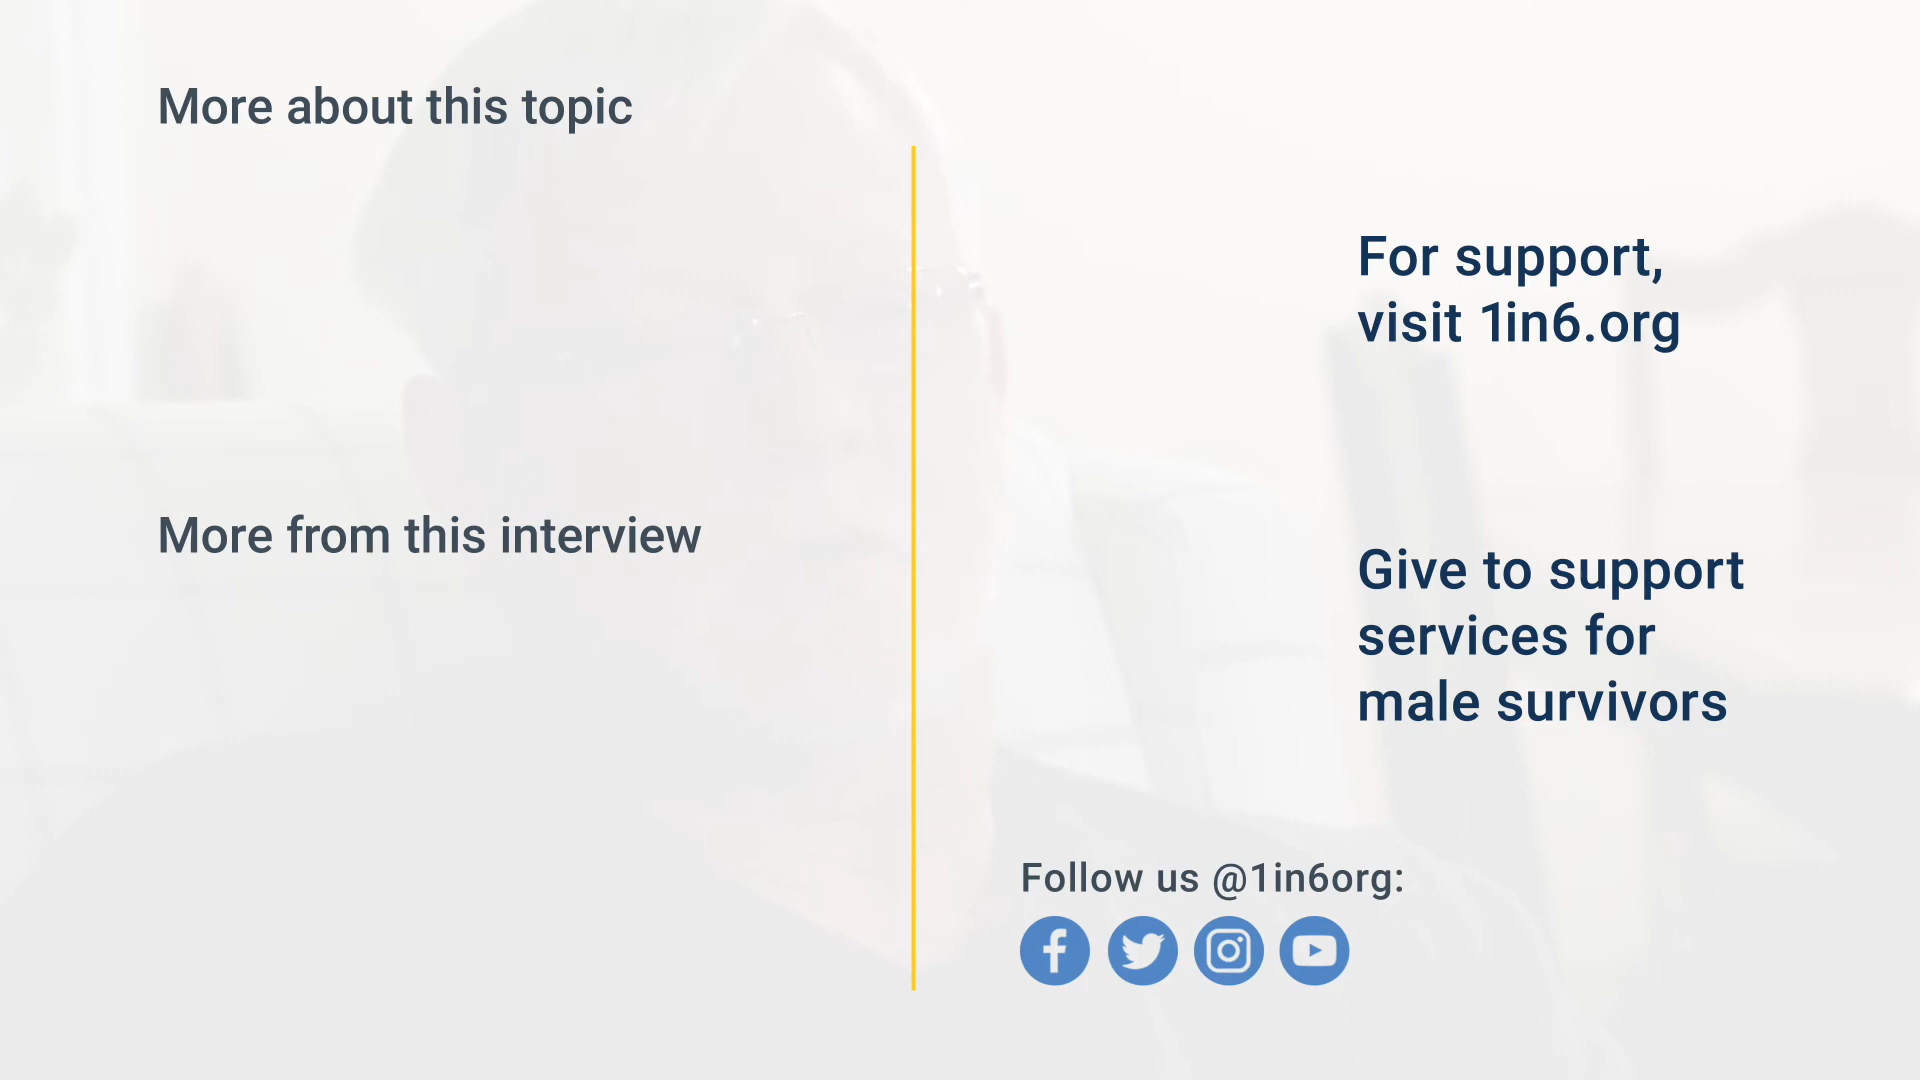 More about this topic
More from this interview
For support,
visit 1in6.org
Give to support
services for
male survivors
Follow us @1in6org: